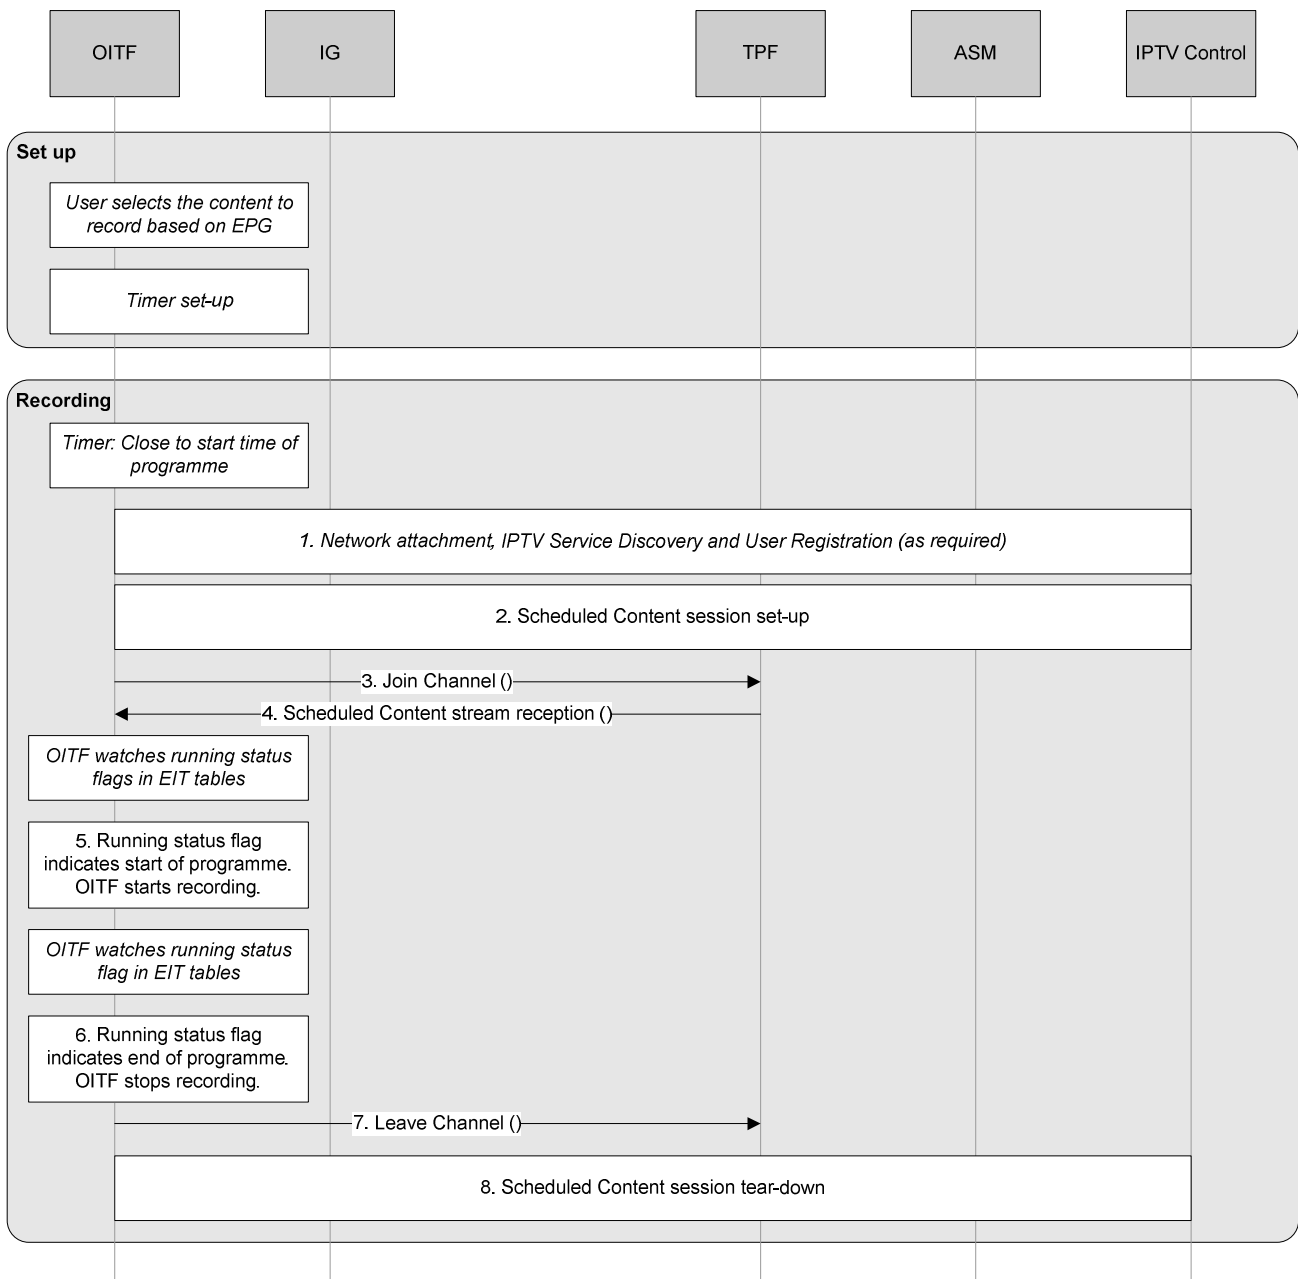 OITF
IG
TPF
ASM
IPTV Control
Set up
User selects the content to
record based on EPG
Timer set-up
Recording
Timer: Close to start time of
programme
1. Network attachment, IPTV Service Discovery and User Registration (as required)
2. Scheduled Content session set-up
3. Join Channel ()
4. Scheduled Content stream reception ()
OITF watches running status
flags in EIT tables
5. Running status flag
indicates start of programme.
OITF starts recording.
OITF watches running status
flag in EIT tables
6. Running status flag
indicates end of programme.
OITF stops recording.
7. Leave Channel ()
8. Scheduled Content session tear-down